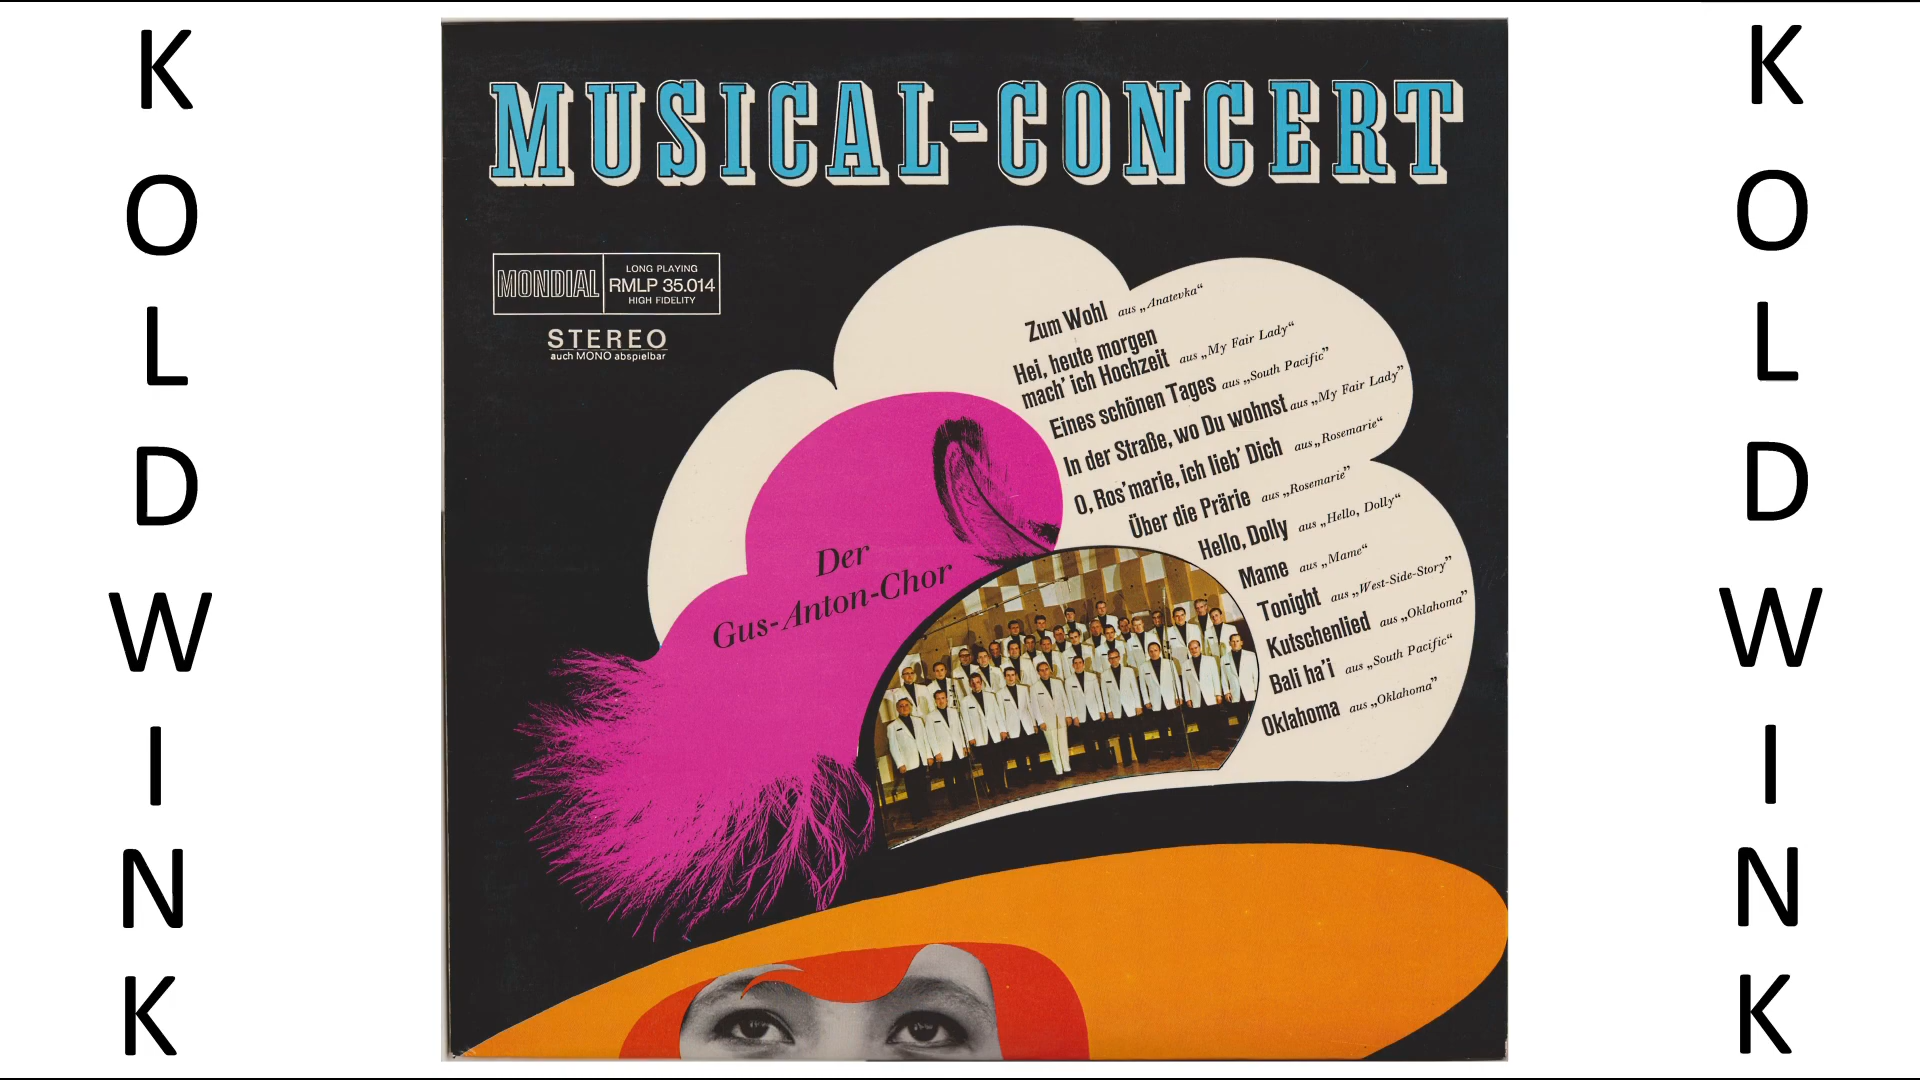 KOLDWINK
MUSICAL-CONCERT
MONDIAL
LONG PLAYING
RMLP 35.014
HIGH FIDELITY
STEREO
auch MONO abspielbar
Zum Wohl aus „Anatevka“
Hei, heute morgen
mach' ich Hochzeit aus „My Fair Lady“
Eines schönen Tages aus „South Pacific”
In der Straße, wo Du wohnst aus „My Fair Lady”
O, Ros'marie, ich lieb' Dich aus „Rosemarie“
Über die Prärie aus „Rosemarie”
Hello, Dolly aus „Hello, Dolly“
Mame aus „Mame“
Tonight aus „West-Side-Story”
Kutschenlied aus „Oklahoma”
Bali ha'i aus „South Pacific“
Oklahoma aus „Oklahoma”
Der
Gus-Anton-Chor
KOLDWINK